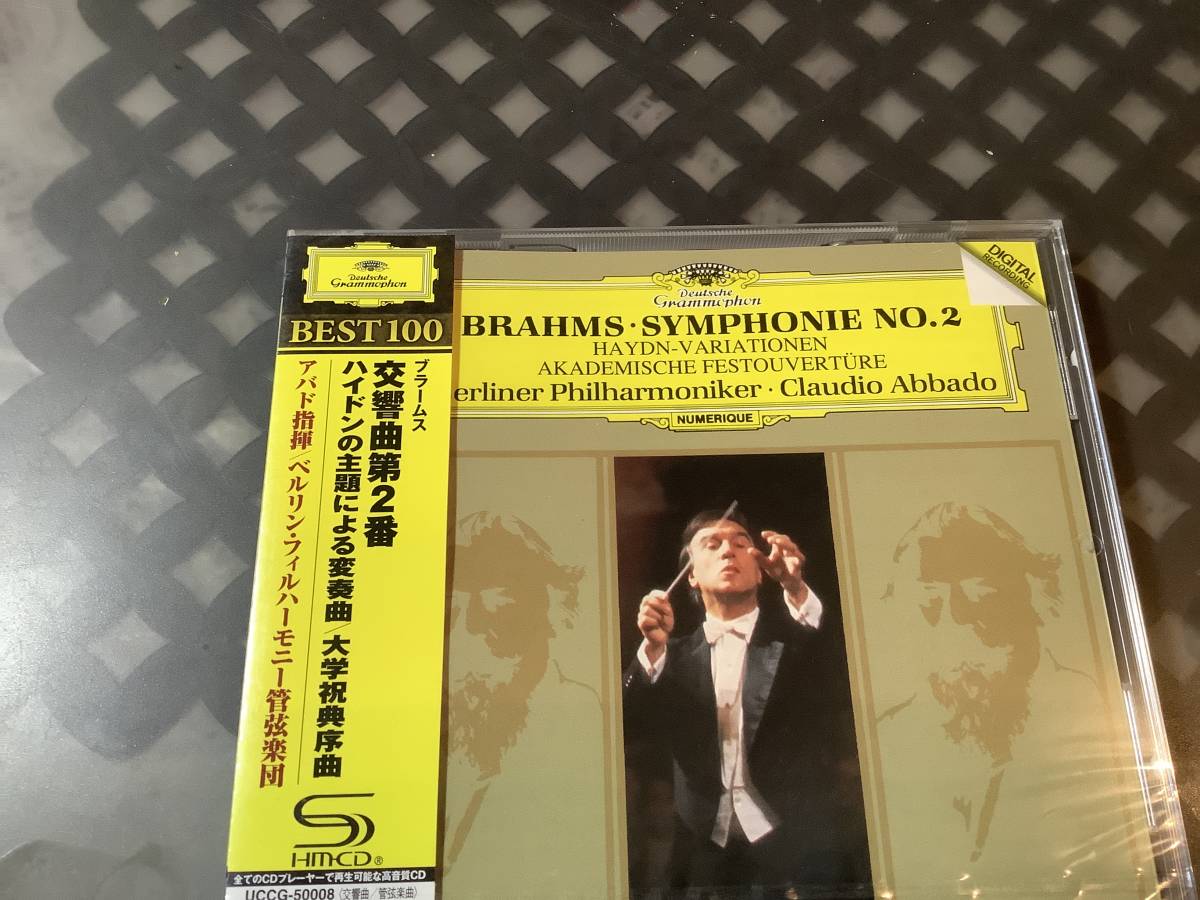 Deutsche
Grammophon
BEST 100
ブラームス
交響曲第2番
ハイドンの主題による変奏曲/大学祝典序曲
アバド指揮/ベルリン・フィルハーモニー管弦楽団
SHM-CD®
全てのCDプレーヤーで再生可能な高音質CD
UCCG-50008〈交響曲/管弦楽曲〉
DIGITAL
RECORDING
Deutsche
Grammophon
BRAHMS · SYMPHONIE NO. 2
HAYDN-VARIATIONEN
AKADEMISCHE FESTOUVERTÜRE
erliner Philharmoniker · Claudio Abbado
NUMERIQUE